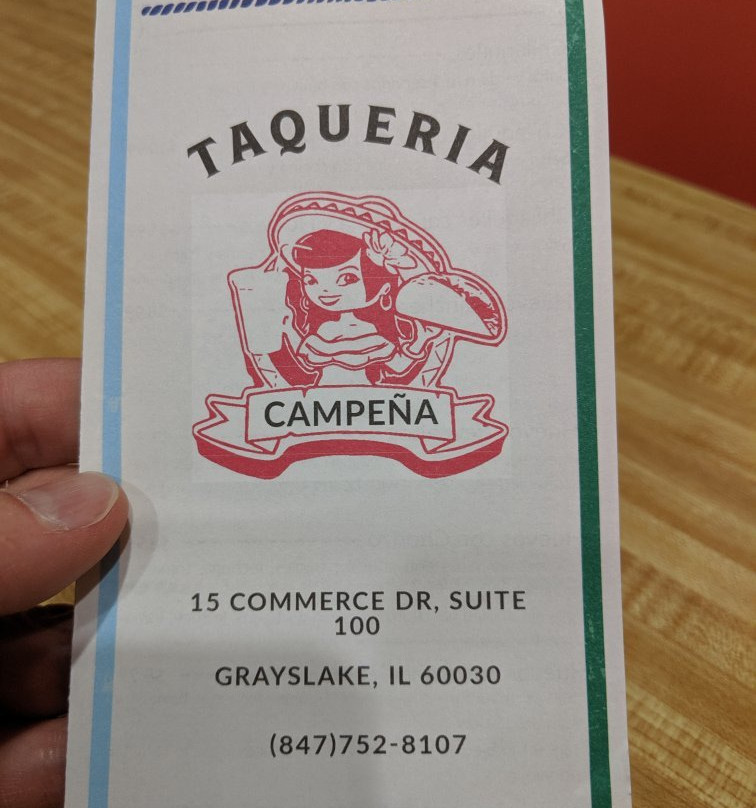 TAQUERIA
CAMPEÑA
15 COMMERCE DR, SUITE
100
GRAYSLAKE, IL 60030
(847)752-8107